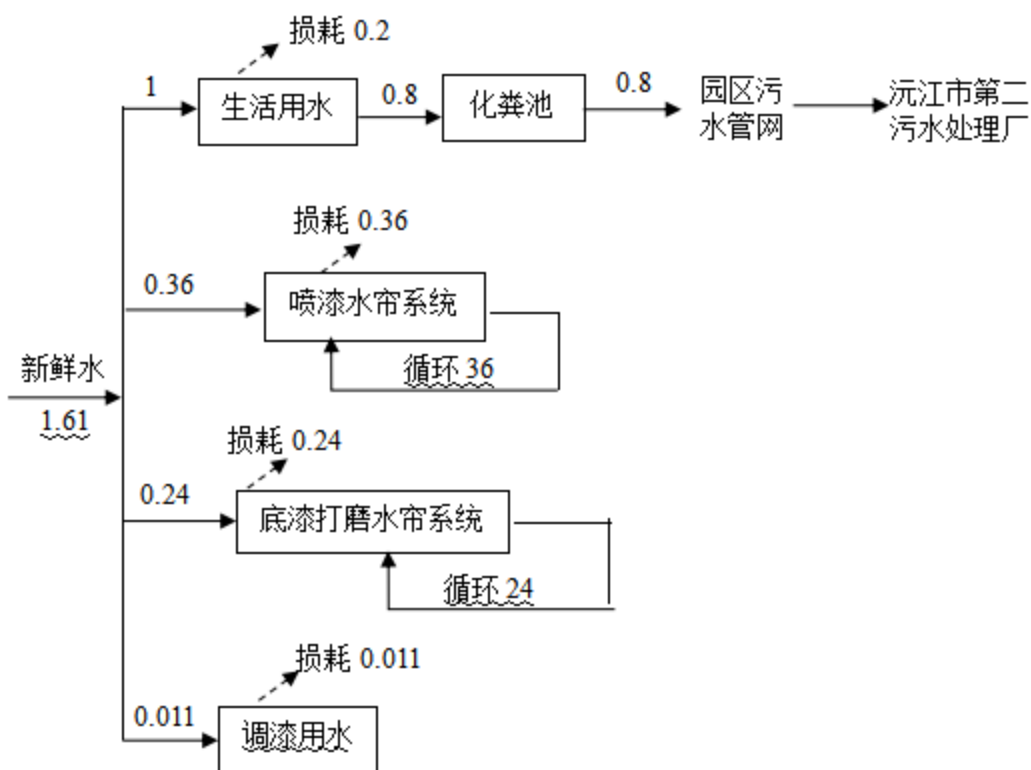 损耗 0.2
1
生活用水
0.8
化粪池
0.8
园区污
水管网
沅江市第二
污水处理厂
损耗 0.36
0.36
喷漆水帘系统
循环 36
新鲜水
1.61
损耗 0.24
0.24
底漆打磨水帘系统
循环 24
损耗 0.011
0.011
调漆用水